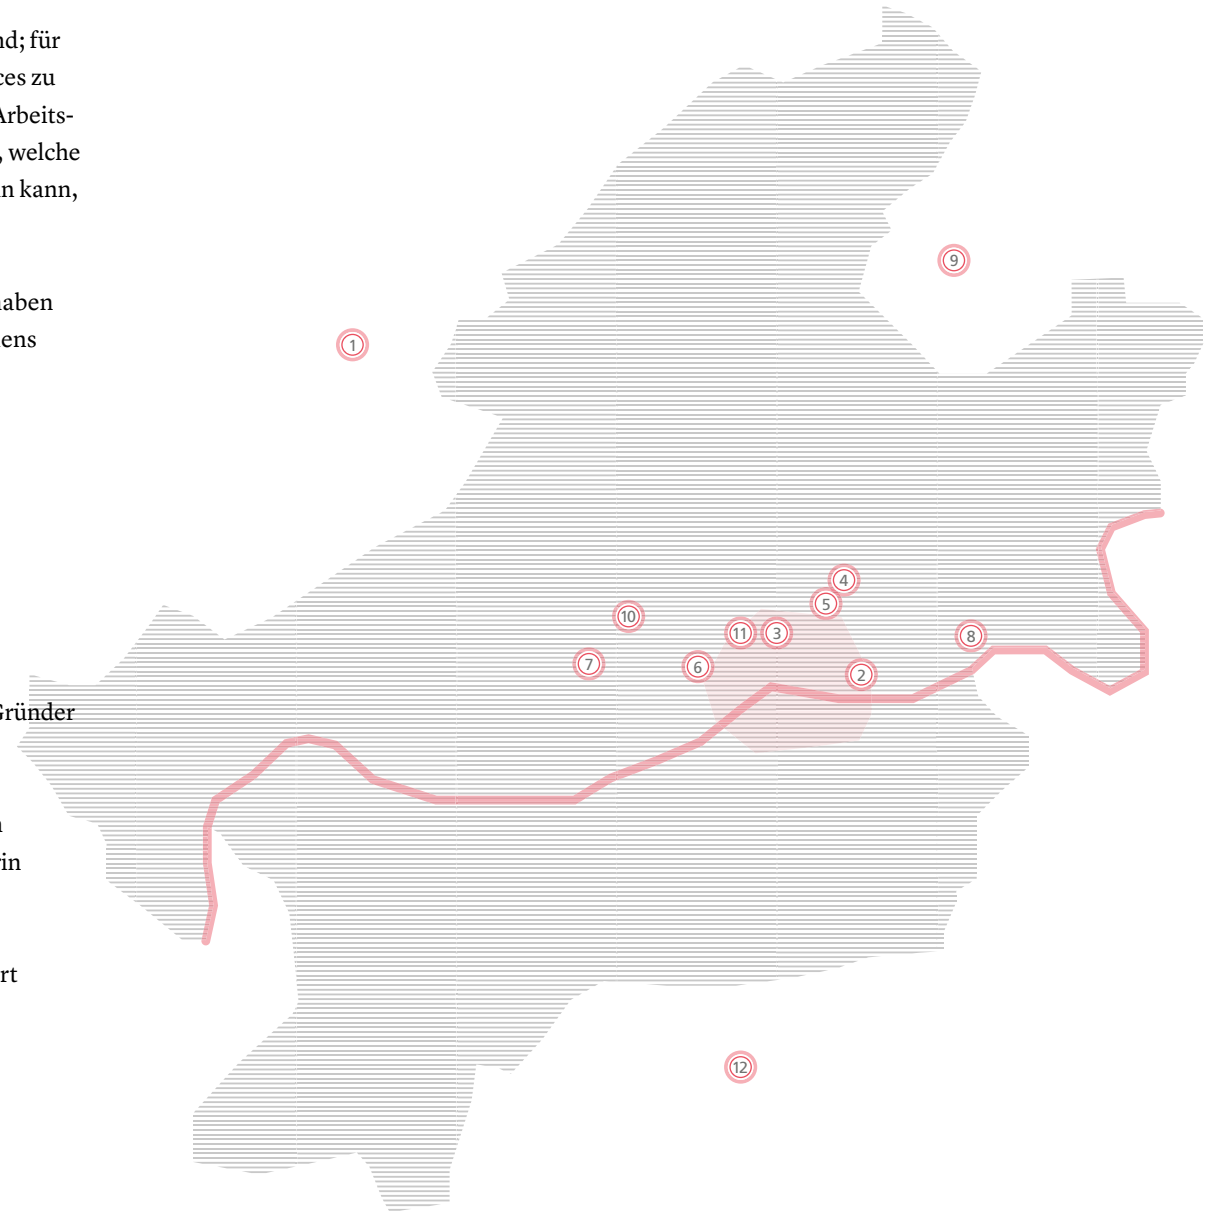 nd; für
ces zu
Arbeits-
, welche
n kann,
haben
ens
Gründer
n
in
rt
9
1
4
5
10
11
3
8
7
6
2
12